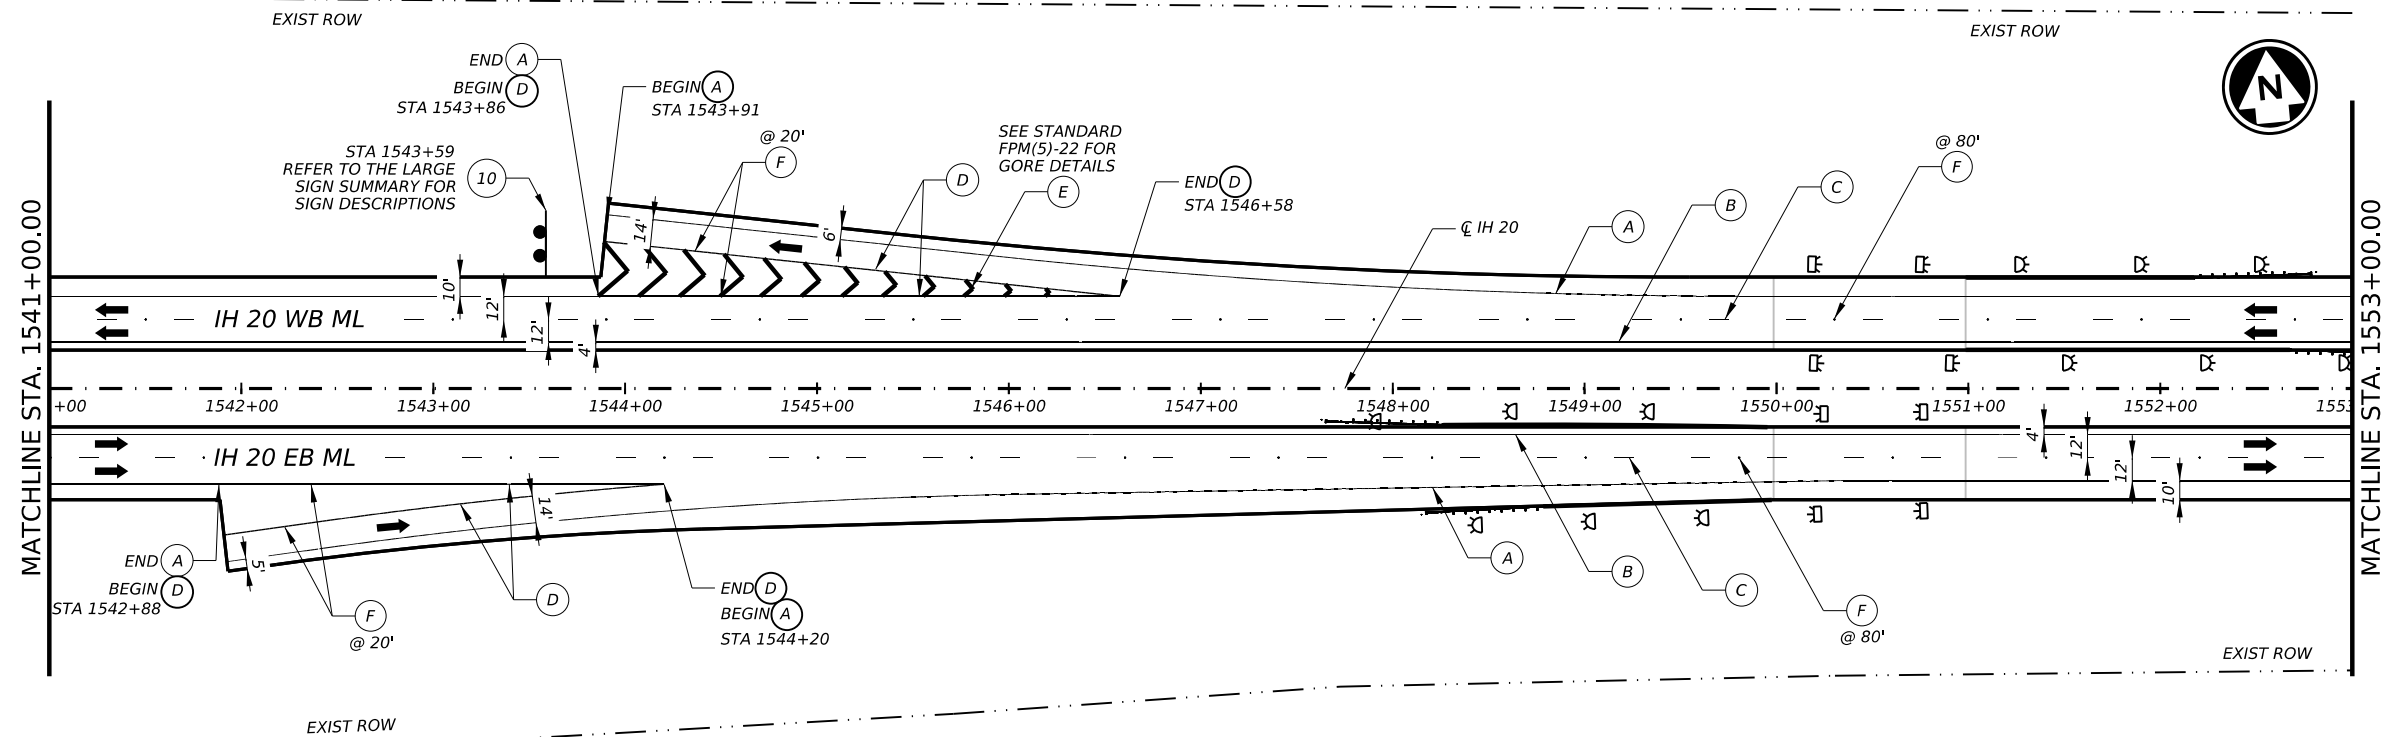 EXIST ROW
EXIST ROW
END A
BEGIN D
STA 1543+86
BEGIN A
STA 1543+91
N
STA 1543+59
REFER TO THE LARGE
SIGN SUMMARY FOR
SIGN DESCRIPTIONS
10
@ 20'
F
SEE STANDARD
FPM(5)-22 FOR
GORE DETAILS
E
D
END D
STA 1546+58
℄ IH 20
A
B
C
@ 80'
F
14'
6'
10'
12'
12'
4'
IH 20 WB ML
MATCHLINE STA. 1541+00.00
MATCHLINE STA. 1553+00.00
+00
1542+00
1543+00
1544+00
1545+00
1546+00
1547+00
1548+00
1549+00
1550+00
1551+00
1552+00
1553
IH 20 EB ML
4'
12'
12'
10'
14'
5'
END A
BEGIN D
STA 1542+88
F
@ 20'
D
END D
BEGIN A
STA 1544+20
A
B
C
F
@ 80'
EXIST ROW
EXIST ROW